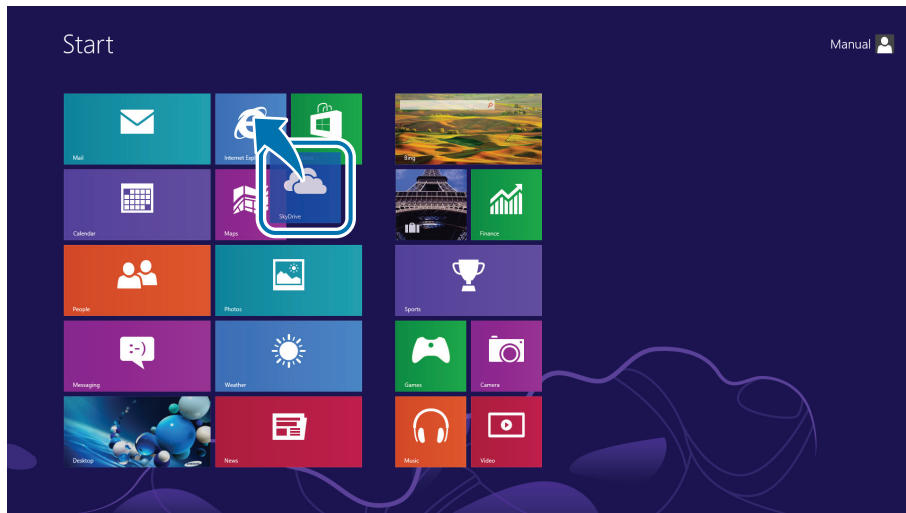 Start
Manual
Mail
Internet Expl
Bing
Calendar
Maps
SkyDrive
Finance
People
Photos
Sports
:-)
Messaging
Weather
Games
Camera
Desktop
News
Music
Video